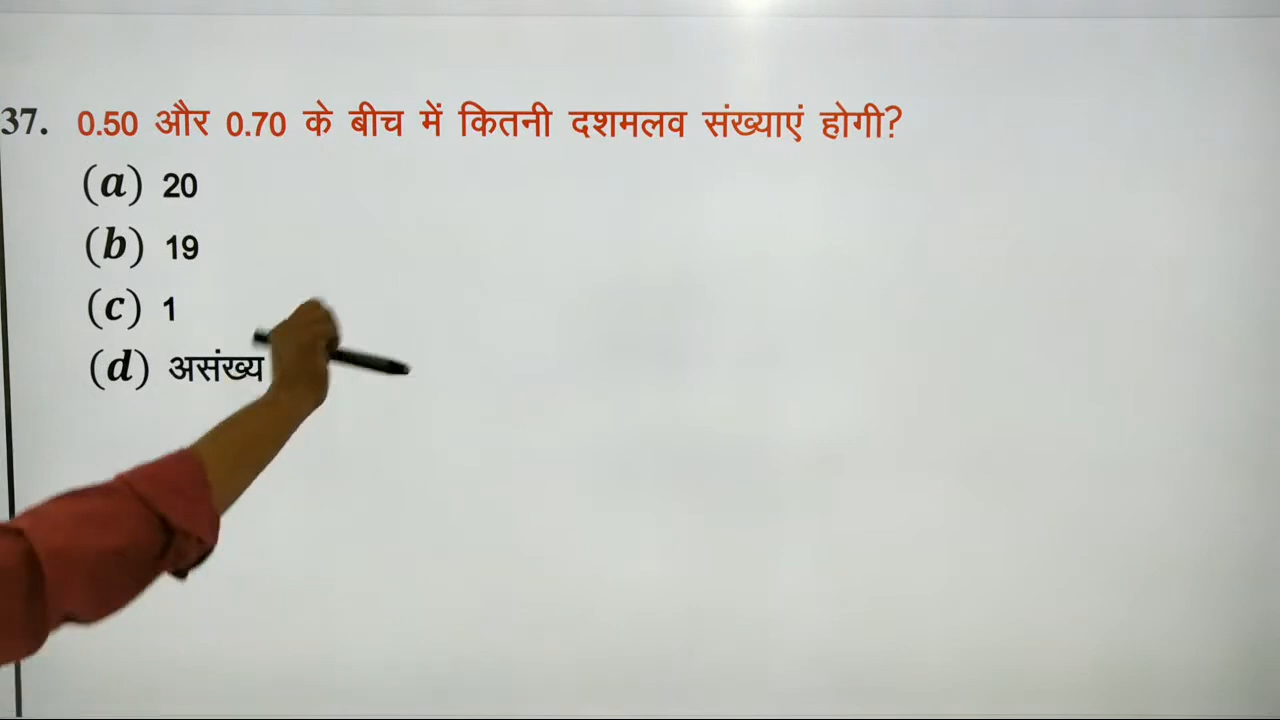 37. 0.50 और 0.70 के बीच में कितनी दशमलव संख्याएं होगी?
(a) 20
(b) 19
(c) 1
(d) असंख्य